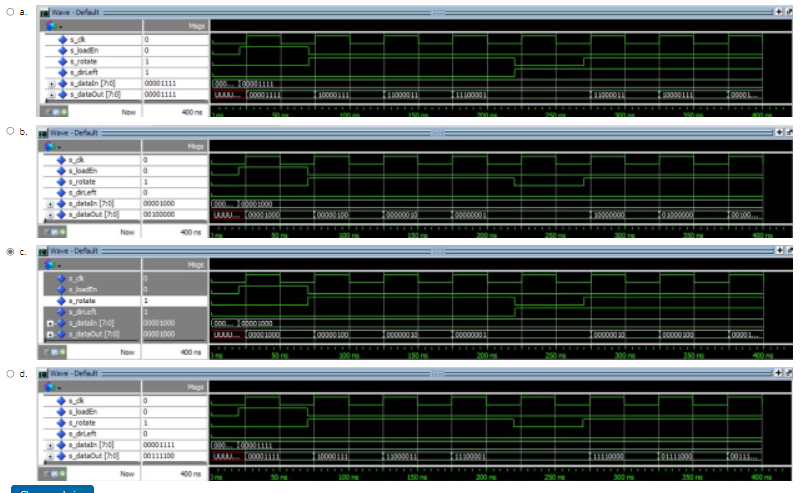 a.
Wave - Default
Msgs
s_clk 0
s_loadEn 0
s_rotate 1
s_dirLeft 1
s_dataIn [7:0] 00001111 000... 00001111
s_dataOut [7:0] 00001111 UUUU... 00001111 10000111 11000011 11100001 11000011 10000111 00001...
Now 400 ns 50 ns 100 ns 150 ns 200 ns 250 ns 300 ns 350 ns 400 ns
b.
Wave - Default
Msgs
s_clk 0
s_loadEn 0
s_rotate 1
s_dirLeft 0
s_dataIn [7:0] 00001000 000... 00001000
s_dataOut [7:0] 00100000 UUUU... 00001000 00000100 00000010 00000001 10000000 01000000 00100...
Now 400 ns 50 ns 100 ns 150 ns 200 ns 250 ns 300 ns 350 ns 400 ns
c.
Wave - Default
Msgs
s_clk 0
s_loadEn 0
s_rotate 1
s_dirLeft 1
s_dataIn [7:0] 00001000 000... 00001000
s_dataOut [7:0] 00001000 UUUU... 00001000 00000100 00000010 00000001 00000010 00000100 00001...
Now 400 ns 50 ns 100 ns 150 ns 200 ns 250 ns 300 ns 350 ns 400 ns
d.
Wave - Default
Msgs
s_clk 0
s_loadEn 0
s_rotate 1
s_dirLeft 0
s_dataIn [7:0] 00001111 000... 00001111
s_dataOut [7:0] 00111100 UUUU... 00001111 10000111 11000011 11100001 11110000 01111000 00111...
Now 400 ns 50 ns 100 ns 150 ns 200 ns 250 ns 300 ns 350 ns 400 ns